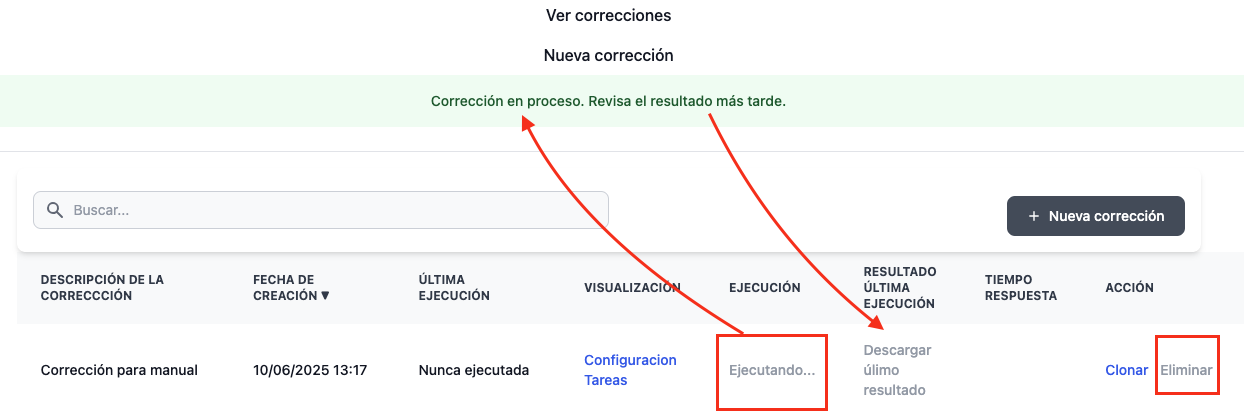 Ver correcciones
Nueva corrección
Corrección en proceso. Revisa el resultado más tarde.
Buscar...
+ Nueva corrección
DESCRIPCIÓN DE LA
CORRECCCIÓN
FECHA DE
CREACIÓN ▼
ÚLTIMA
EJECUCIÓN
VISUALIZACIÓN
EJECUCIÓN
RESULTADO
ÚLTIMA
EJECUCIÓN
TIEMPO
RESPUESTA
ACCIÓN
Corrección para manual
10/06/2025 13:17
Nunca ejecutada
Configuracion
Tareas
Ejecutando...
Descargar
úlimo
resultado
Clonar
Eliminar